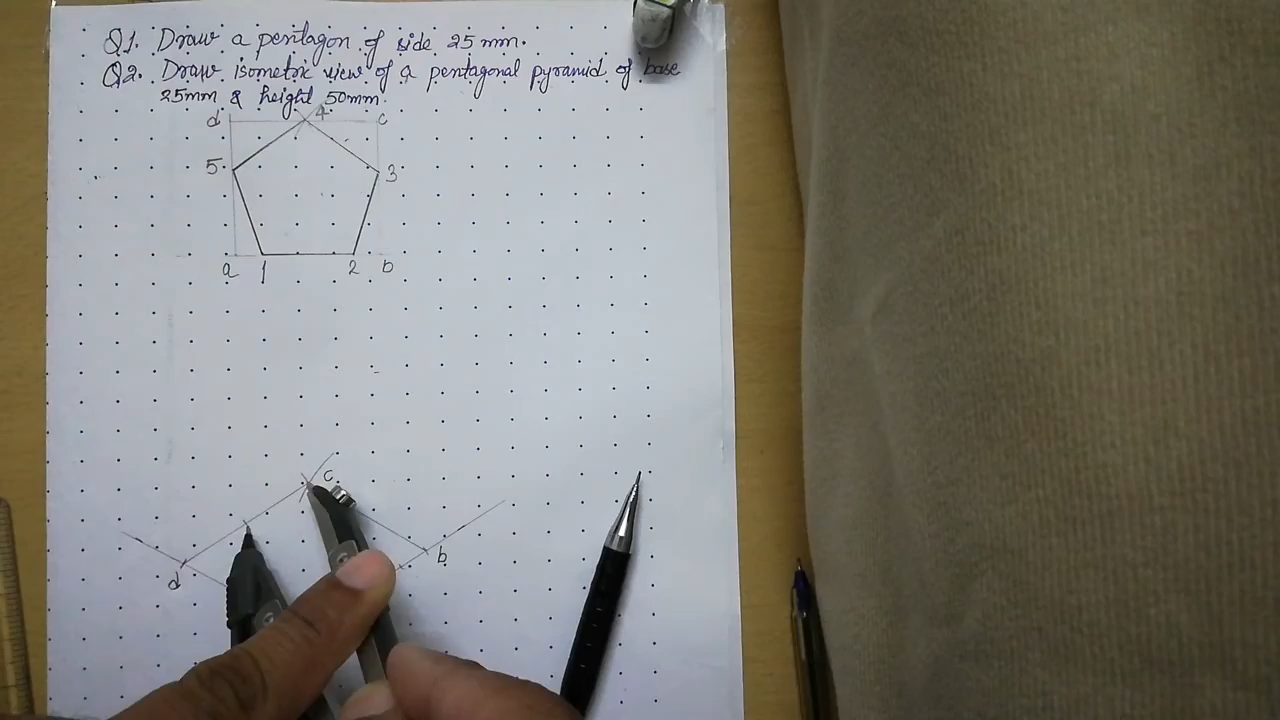 Q1. Draw a pentagon of side 25 mm.
Q2. Draw isometric view of a pentagonal pyramid of base
25mm & height 50mm.
d 4 c
5 3
a 1 2 b
c
b
d